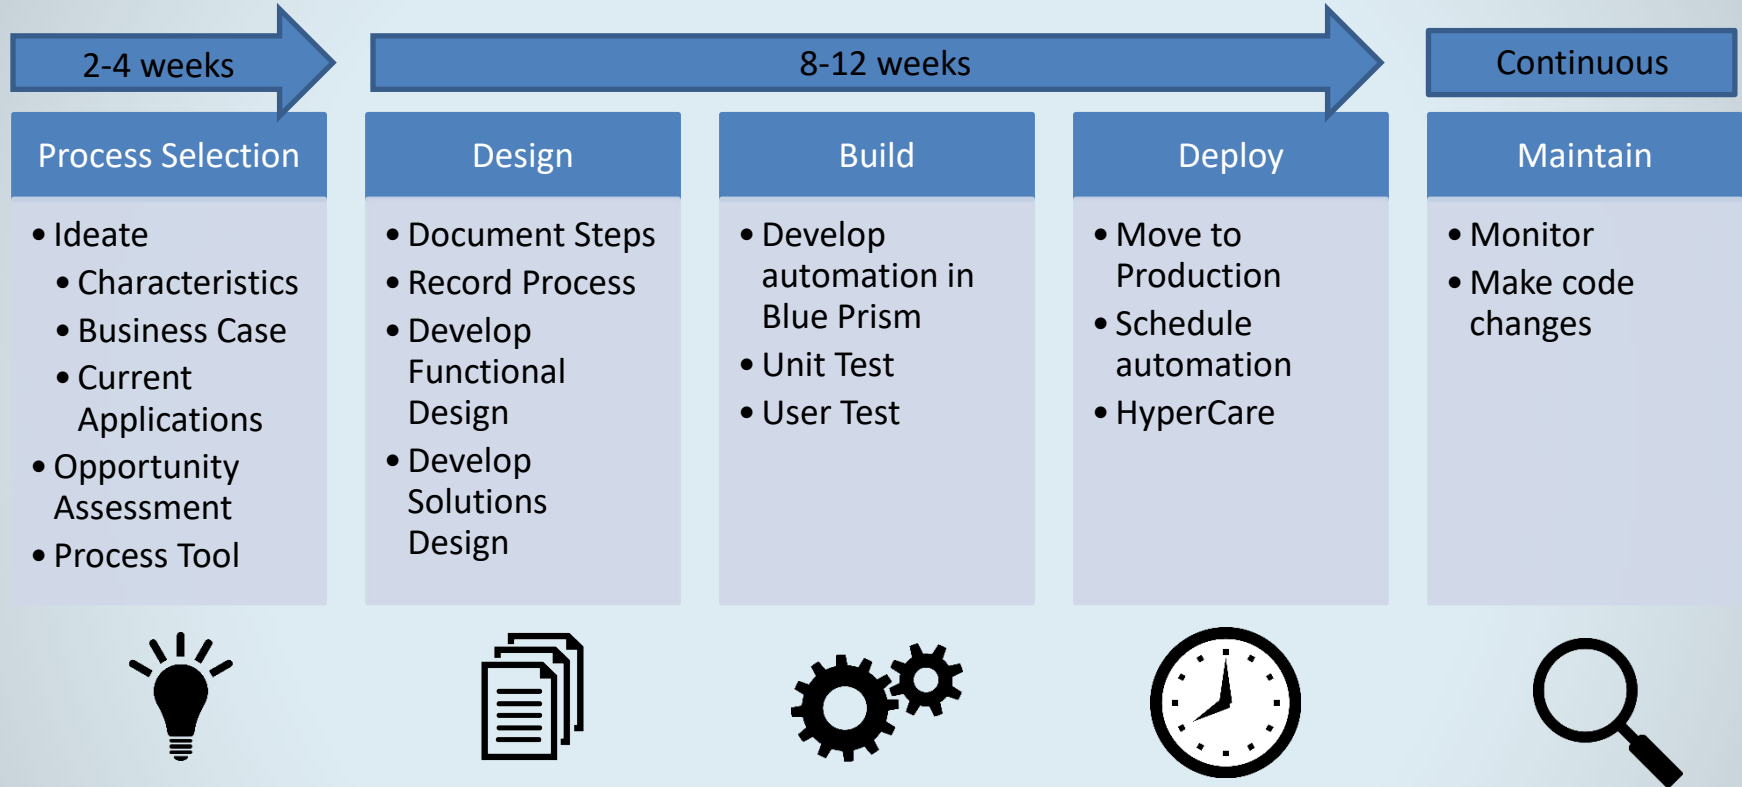 2-4 weeks
8-12 weeks
Continuous
Process Selection
• Ideate
• Characteristics
• Business Case
• Current
Applications
• Opportunity
Assessment
• Process Tool
Design
• Document Steps
• Record Process
• Develop
Functional
Design
• Develop
Solutions
Design
Build
• Develop
automation in
Blue Prism
• Unit Test
• User Test
Deploy
• Move to
Production
• Schedule
automation
• HyperCare
Maintain
• Monitor
• Make code
changes